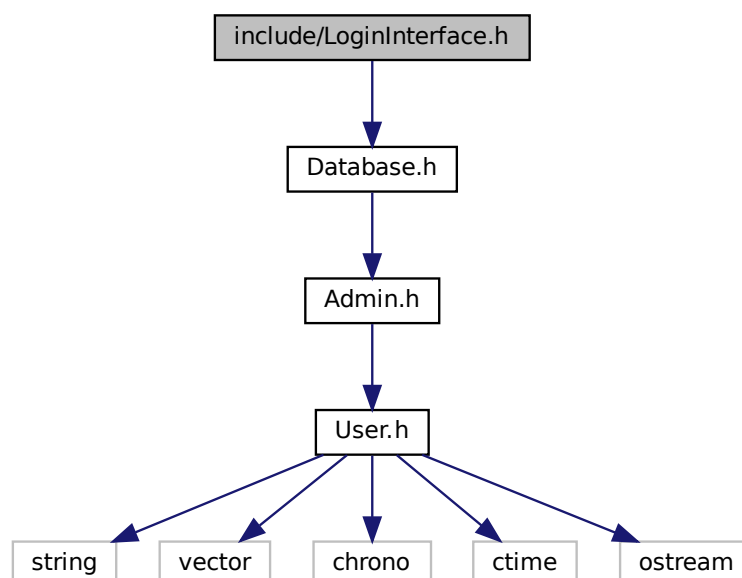 include/LoginInterface.h
Database.h
Admin.h
User.h
string
vector
chrono
ctime
ostream